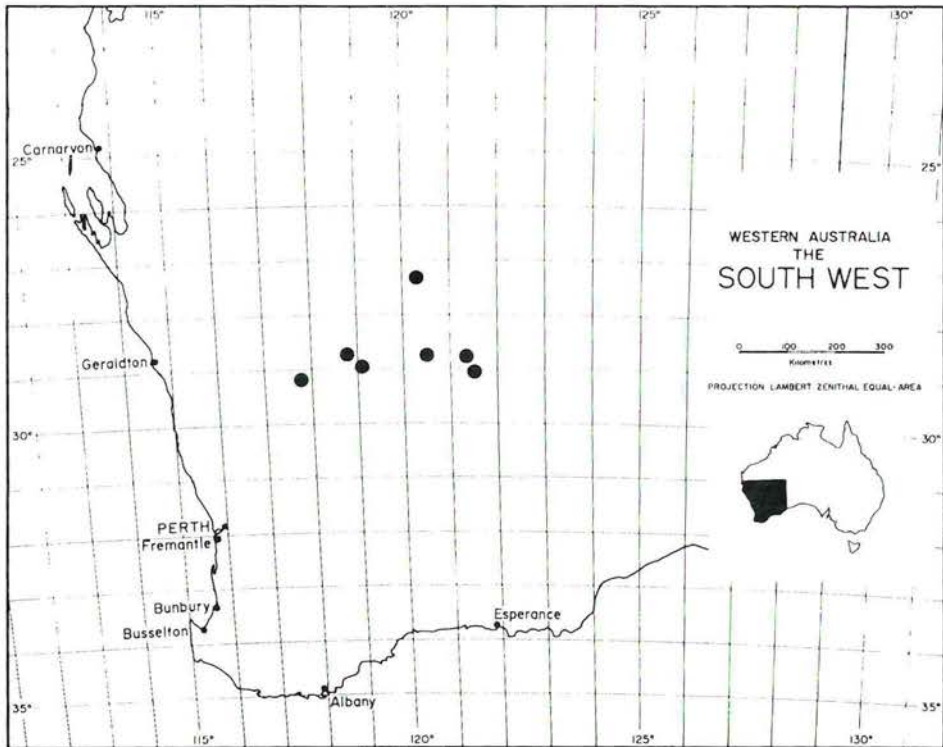 110° 115° 120° 125° 130°
Carnarvon
25° 25°
WESTERN AUSTRALIA
THE
SOUTH WEST
Geraldton
0 100 200 300
Kilometres
PROJECTION LAMBERT ZENITHAL EQUAL-AREA
30° 30°
PERTH
Fremantle
Bunbury
Esperance
Busselton
Albany
35° 35°
115° 120° 125° 130°